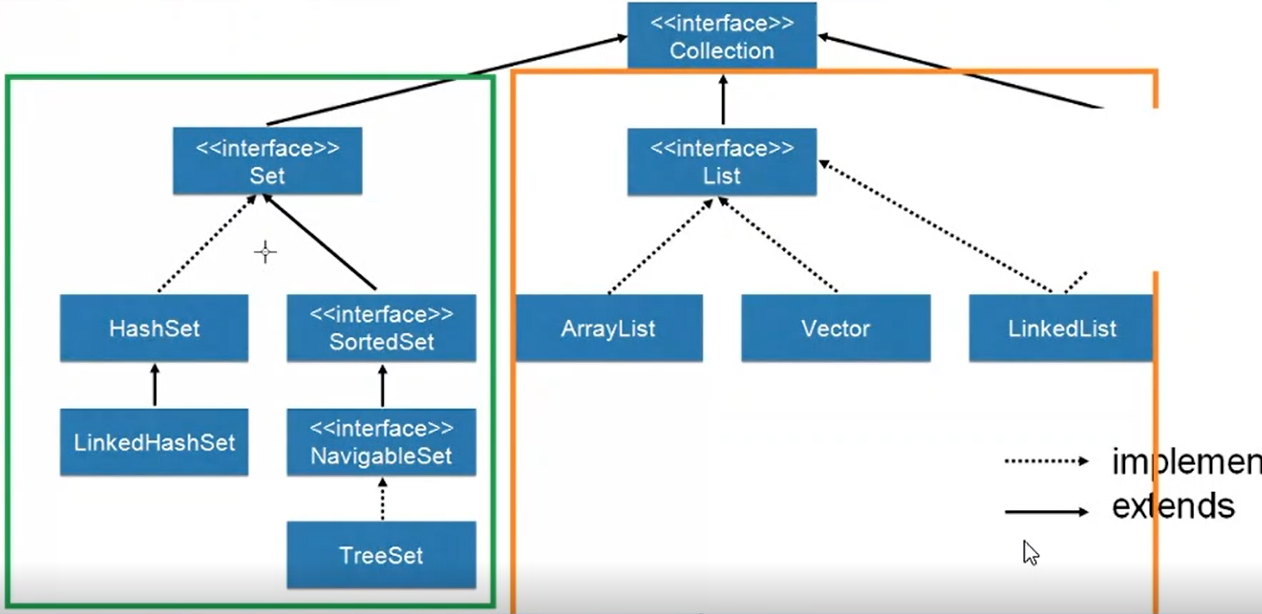 <<interface>>
Collection
<<interface>>
Set
<<interface>>
List
HashSet
<<interface>>
SortedSet
ArrayList
Vector
LinkedList
LinkedHashSet
<<interface>>
NavigableSet
TreeSet
implemen
extends